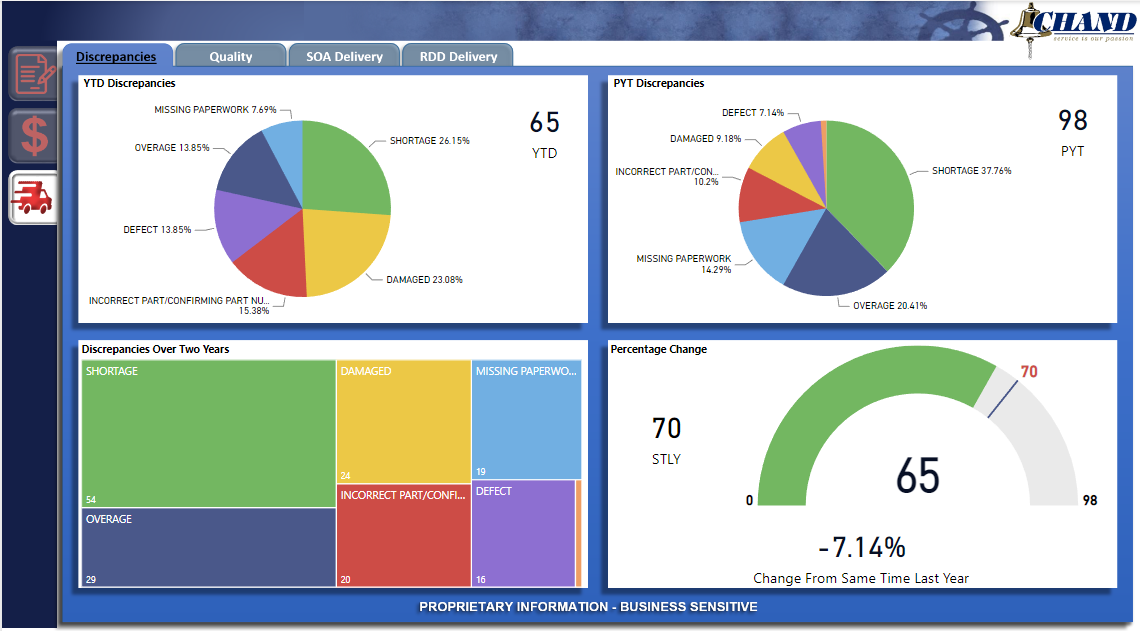 CHAND
service is our passion
Discrepancies
Quality
SOA Delivery
RDD Delivery
$
YTD Discrepancies
MISSING PAPERWORK 7.69%
OVERAGE 13.85%
SHORTAGE 26.15%
DEFECT 13.85%
DAMAGED 23.08%
INCORRECT PART/CONFIRMING PART NU...
15.38%
65
YTD
PYT Discrepancies
DEFECT 7.14%
DAMAGED 9.18%
INCORRECT PART/CON...
10.2%
SHORTAGE 37.76%
MISSING PAPERWORK
14.29%
OVERAGE 20.41%
98
PYT
Discrepancies Over Two Years
SHORTAGE
54
OVERAGE
29
DAMAGED
24
INCORRECT PART/CONFI...
20
MISSING PAPERWO...
19
DEFECT
16
Percentage Change
70
STLY
70
65
0
98
-7.14%
Change From Same Time Last Year
PROPRIETARY INFORMATION - BUSINESS SENSITIVE